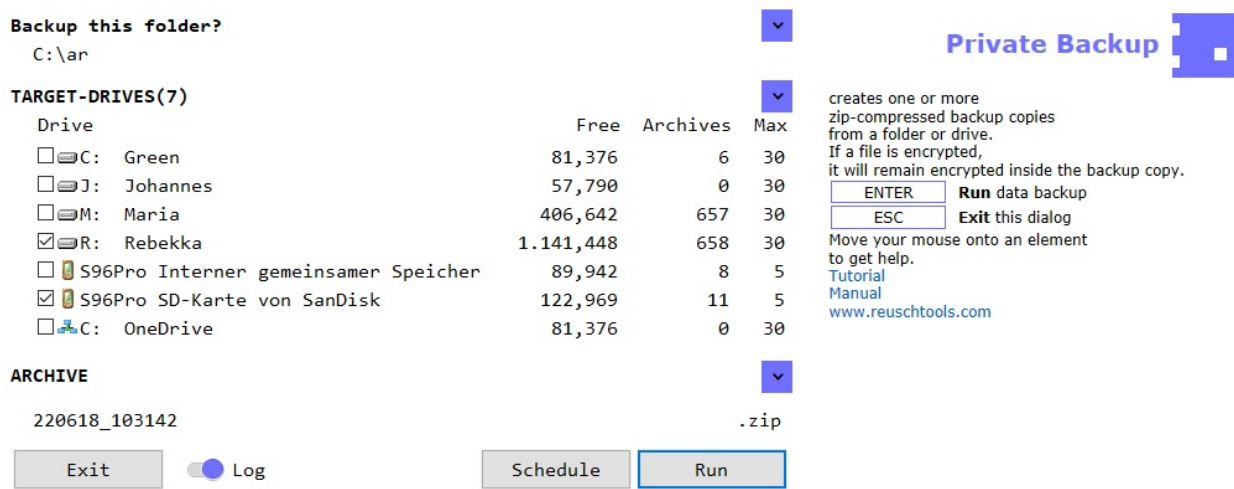 Backup this folder?
C:\ar
TARGET-DRIVES(7)
Drive Free Archives Max
C: Green 81,376 6 30
J: Johannes 57,790 0 30
M: Maria 406,642 657 30
R: Rebekka 1.141,448 658 30
S96Pro Interner gemeinsamer Speicher 89,942 8 5
S96Pro SD-Karte von SanDisk 122,969 11 5
C: OneDrive 81,376 0 30
ARCHIVE
220618_103142 .zip
Exit Log Schedule Run
Private Backup
creates one or more
zip-compressed backup copies
from a folder or drive.
If a file is encrypted,
it will remain encrypted inside the backup copy.
ENTER Run data backup
ESC Exit this dialog
Move your mouse onto an element
to get help.
Tutorial
Manual
www.reuschtools.com